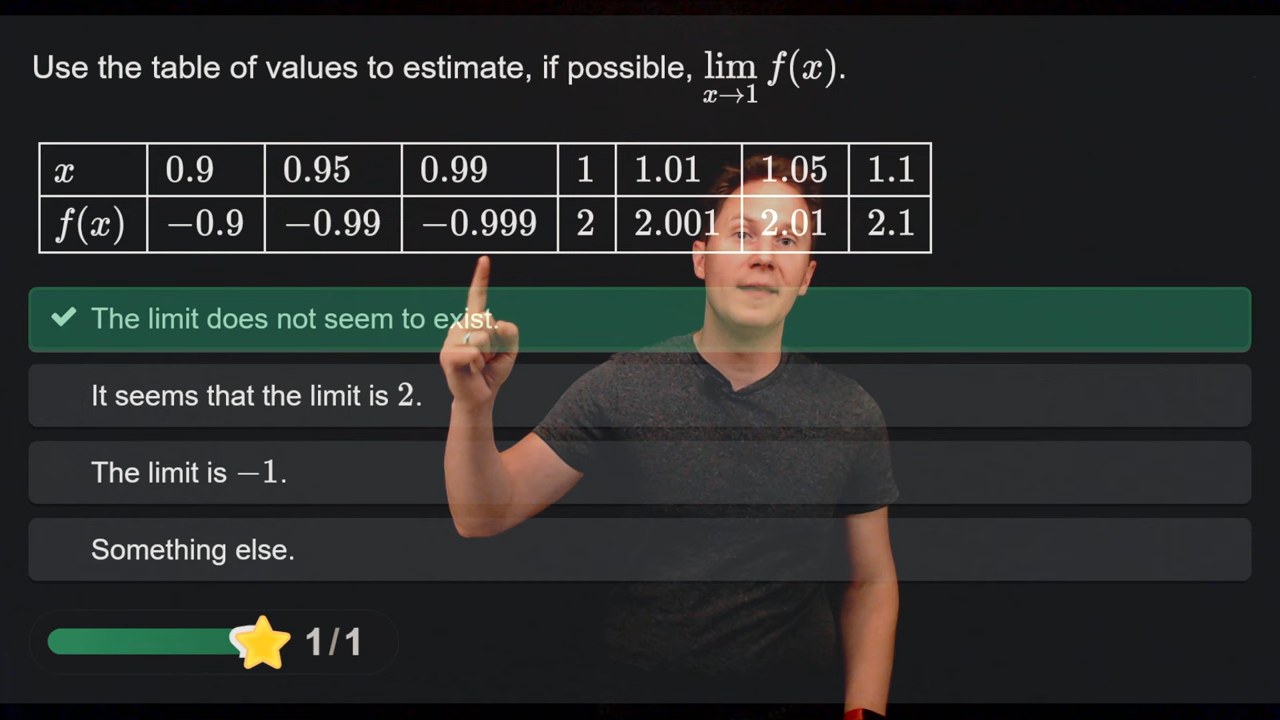 Use the table of values to estimate, if possible, lim x→1 f(x).
x 0.9 0.95 0.99 1 1.01 1.05 1.1
f(x) −0.9 −0.99 −0.999 2 2.001 2.01 2.1
The limit does not seem to exist.
It seems that the limit is 2.
The limit is −1.
Something else.
1/1